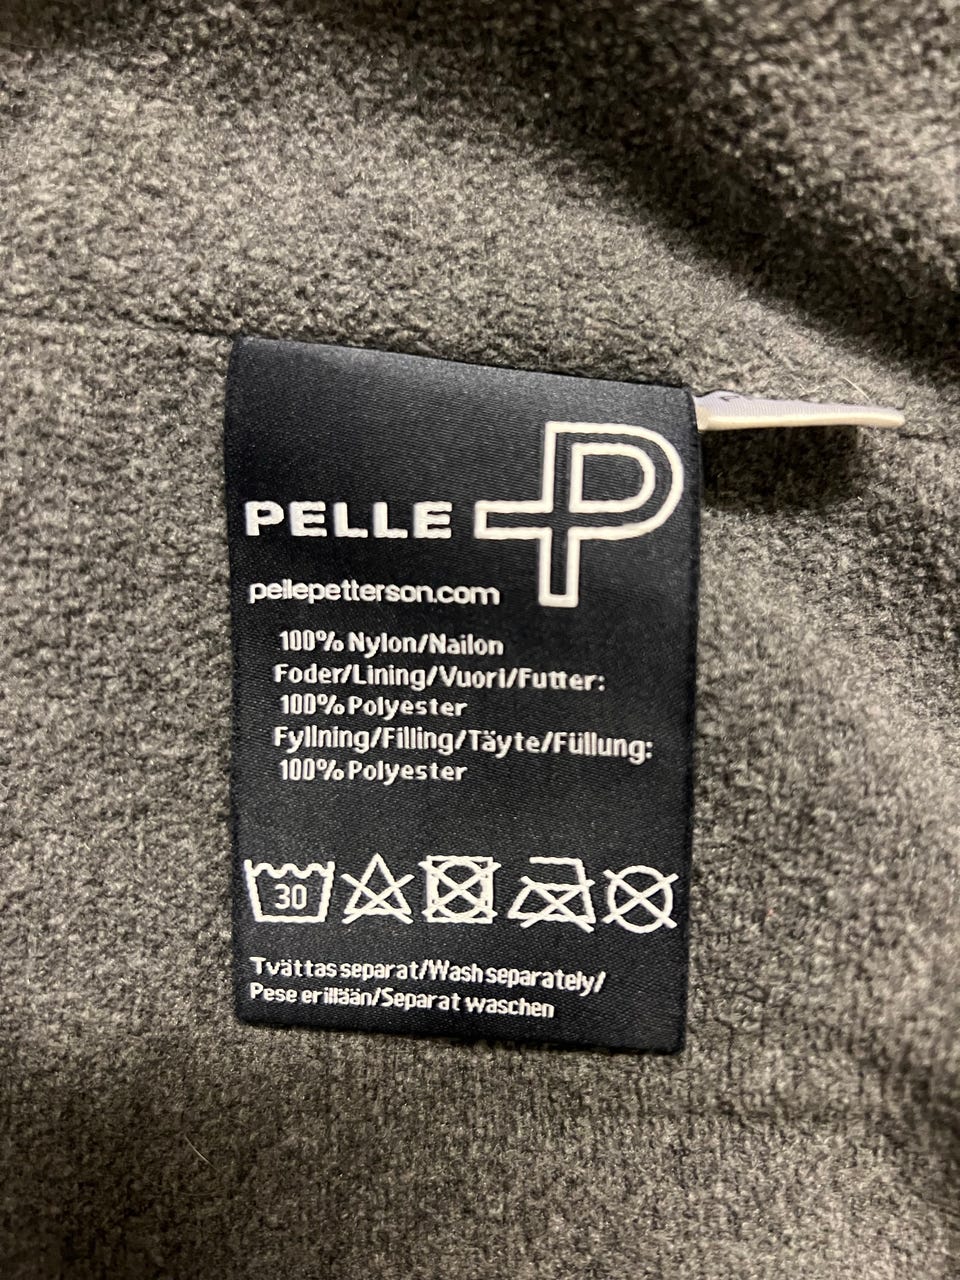 PELLE P
pellepetterson.com
100% Nylon/Nailon
Foder/Lining/Vuori/Futter:
100% Polyester
Fyllning/Filling/Täyte/Füllung:
100% Polyester
30
Tvättas separat/Wash separately/
Pese erillään/Separat waschen